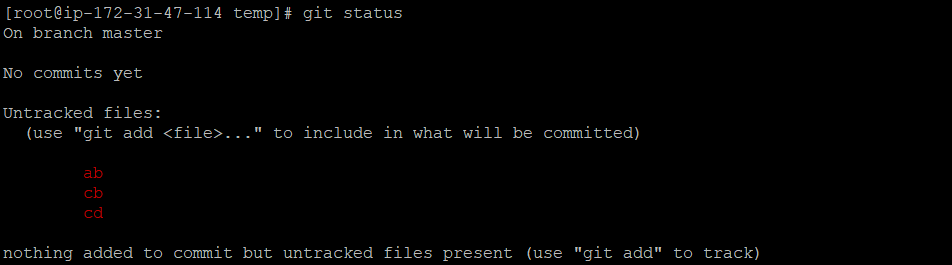 [root@ip-172-31-47-114 temp]# git status
On branch master
No commits yet
Untracked files:
(use "git add <file>..." to include in what will be committed)
ab
cb
cd
nothing added to commit but untracked files present (use "git add" to track)